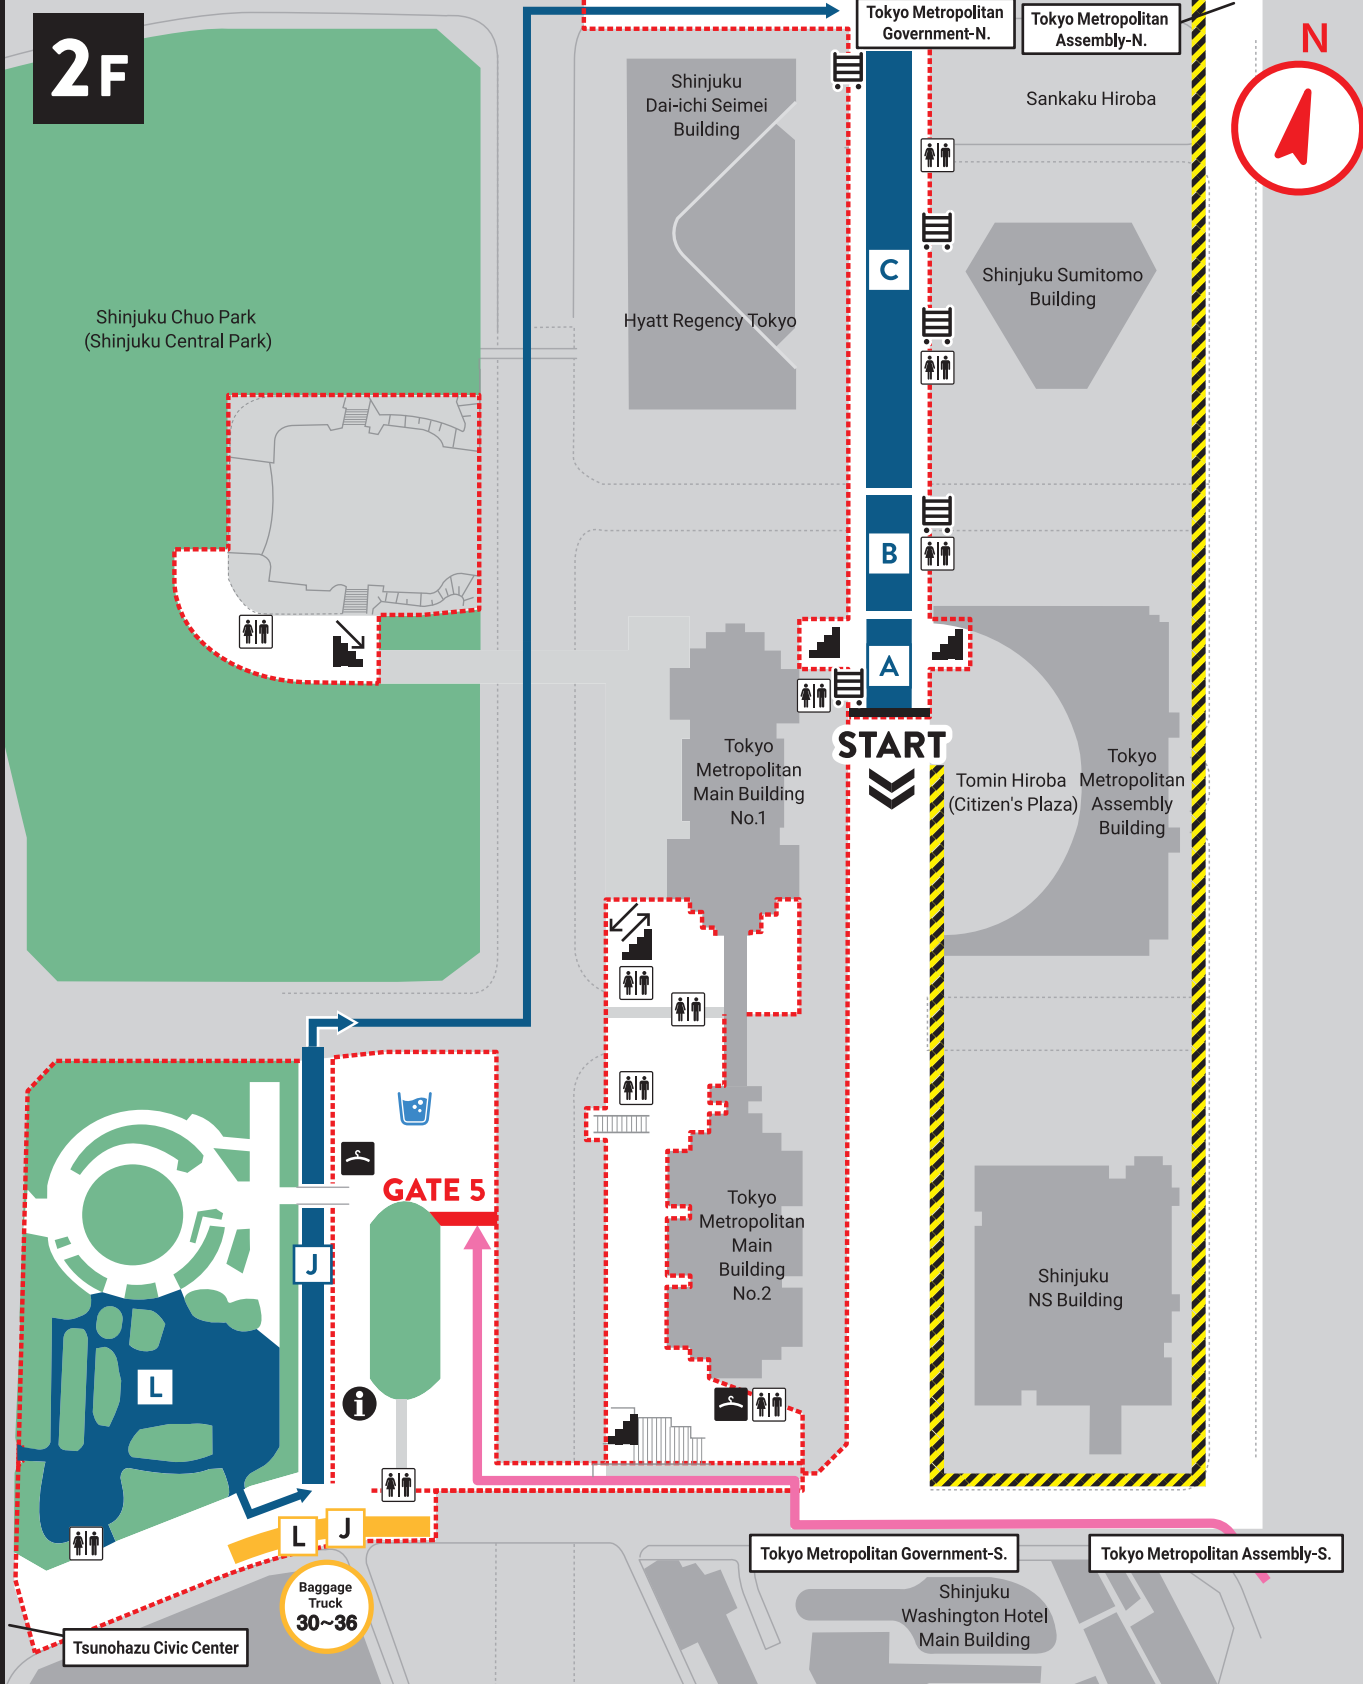 2F
Tokyo Metropolitan
Government-N.
Tokyo Metropolitan
Assembly-N.
N
Shinjuku
Dai-ichi Seimei
Building
Sankaku Hiroba
C
Shinjuku Sumitomo
Building
Shinjuku Chuo Park
(Shinjuku Central Park)
Hyatt Regency Tokyo
B
A
START
Tokyo
Metropolitan
Main Building
No.1
Tomin Hiroba
(Citizen's Plaza)
Tokyo
Metropolitan
Assembly
Building
GATE 5
Tokyo
Metropolitan
Main
Building
No.2
J
Shinjuku
NS Building
L
i
L
J
Baggage
Truck
30~36
Tokyo Metropolitan Government-S.
Tokyo Metropolitan Assembly-S.
Shinjuku
Washington Hotel
Main Building
Tsunohazu Civic Center